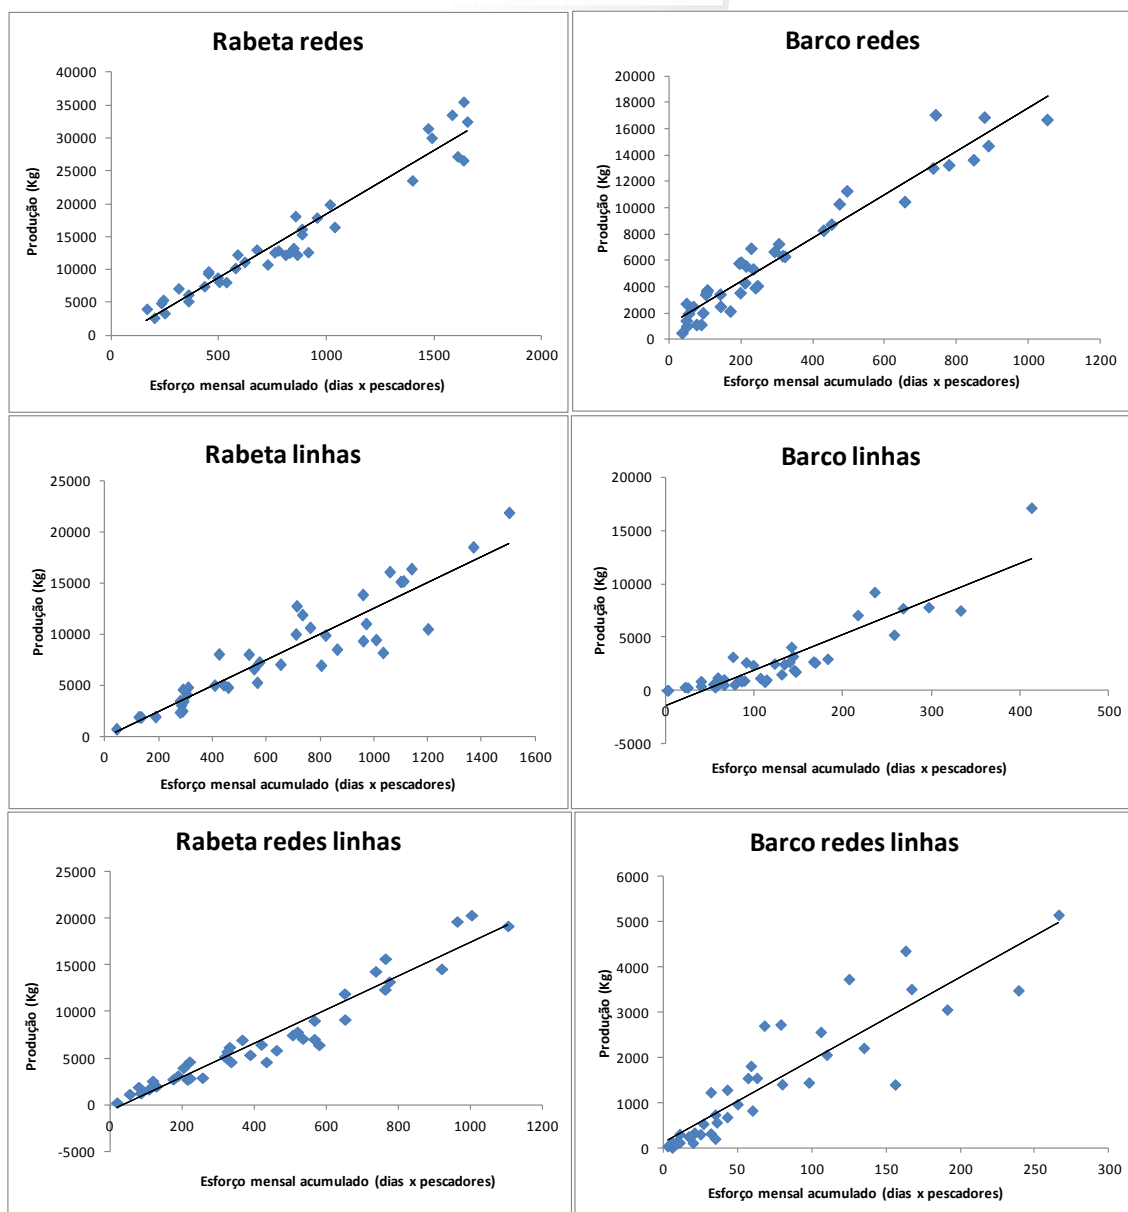 Rabeta redes
40000
35000
30000
25000
20000
15000
10000
5000
0
Produção (Kg)
0 500 1000 1500 2000
Esforço mensal acumulado (dias x pescadores)
Barco redes
20000
18000
16000
14000
12000
10000
8000
6000
4000
2000
0
Produção (Kg)
0 200 400 600 800 1000 1200
Esforço mensal acumulado (dias x pescadores)
Rabeta linhas
25000
20000
15000
10000
5000
0
Produção (Kg)
0 200 400 600 800 1000 1200 1400 1600
Esforço mensal acumulado (dias x pescadores)
Barco linhas
20000
15000
10000
5000
0
-5000
Produção (Kg)
0 100 200 300 400 500
Esforço mensal acumulado (dias x pescadores)
Rabeta redes linhas
25000
20000
15000
10000
5000
0
-5000
Produção (Kg)
0 200 400 600 800 1000 1200
Esforço mensal acumulado (dias x pescadores)
Barco redes linhas
6000
5000
4000
3000
2000
1000
0
Produção (Kg)
0 50 100 150 200 250 300
Esforço mensal acumulado (dias x pescadores)